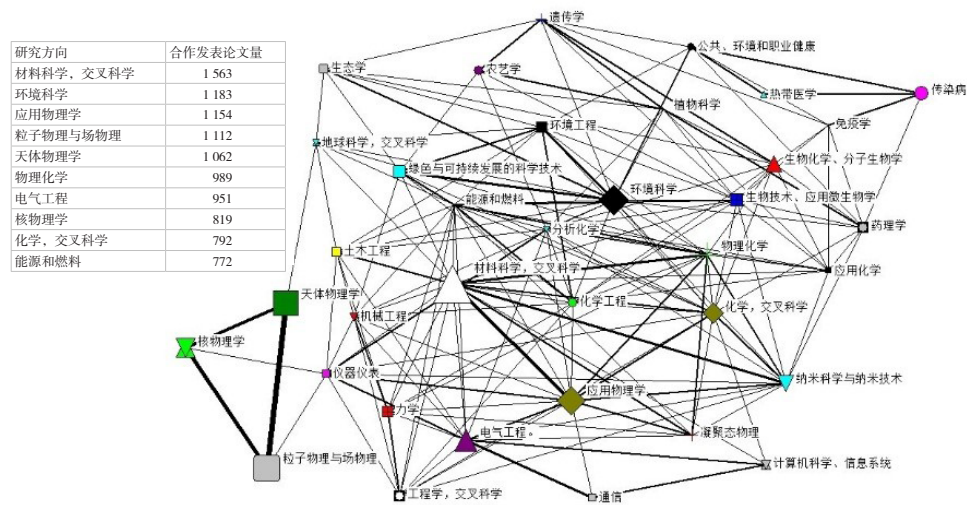 研究方向 合作发表论文量
材料科学，交叉科学 1 563
环境科学 1 183
应用物理学 1 154
粒子物理与场物理 1 112
天体物理学 1 062
物理化学 989
电气工程 951
核物理学 819
化学，交叉科学 792
能源和燃料 772
遗传学
公共、环境和职业健康
生态学
农艺学
热带医学
传染病
植物科学
免疫学
环境工程
地球科学，交叉科学
生物化学、分子生物学
绿色与可持续发展的科学技术
环境科学
生物技术、应用微生物学
能源和燃料
药理学
分析化学
土木工程
物理化学
材料科学，交叉科学
应用化学
天体物理学
化学工程
化学，交叉科学
机械工程
核物理学
仪器仪表
纳米科学与纳米技术
应用物理学
力学
电气工程。
凝聚态物理
粒子物理与场物理
计算机科学、信息系统
工程学，交叉科学
通信